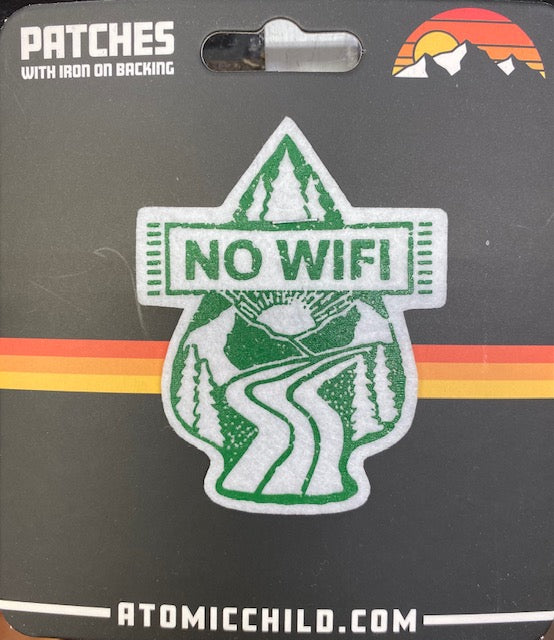 PATCHES
WITH IRON ON BACKING
NO WIFI
ATOMICCHILD.COM